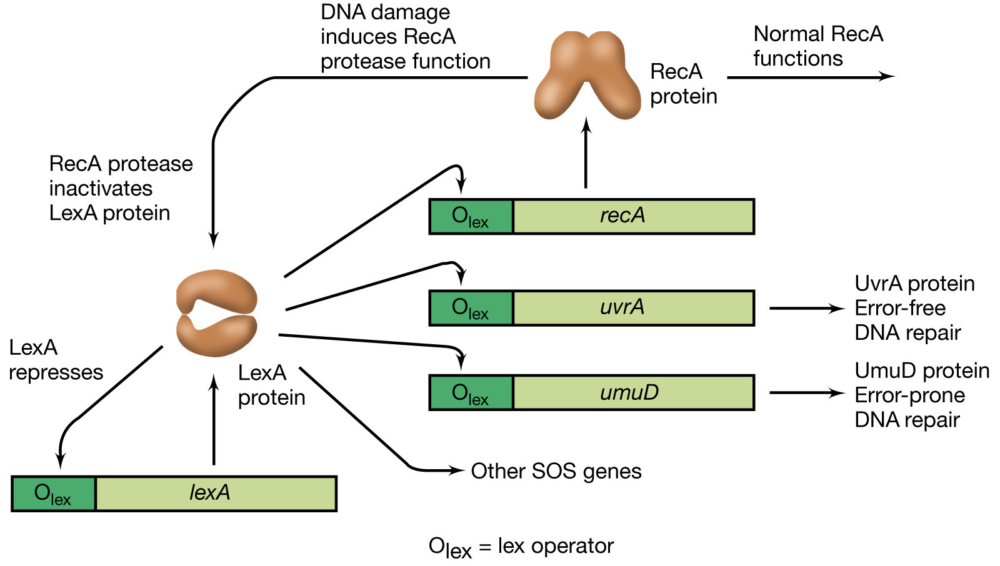 DNA damage
induces RecA
protease function
Normal RecA
functions
RecA
protein
RecA protease
inactivates
LexA protein
Olex recA
Olex uvrA
UvrA protein
Error-free
DNA repair
LexA
represses
LexA
protein
Olex umuD
UmuD protein
Error-prone
DNA repair
Other SOS genes
Olex lexA
Olex = lex operator